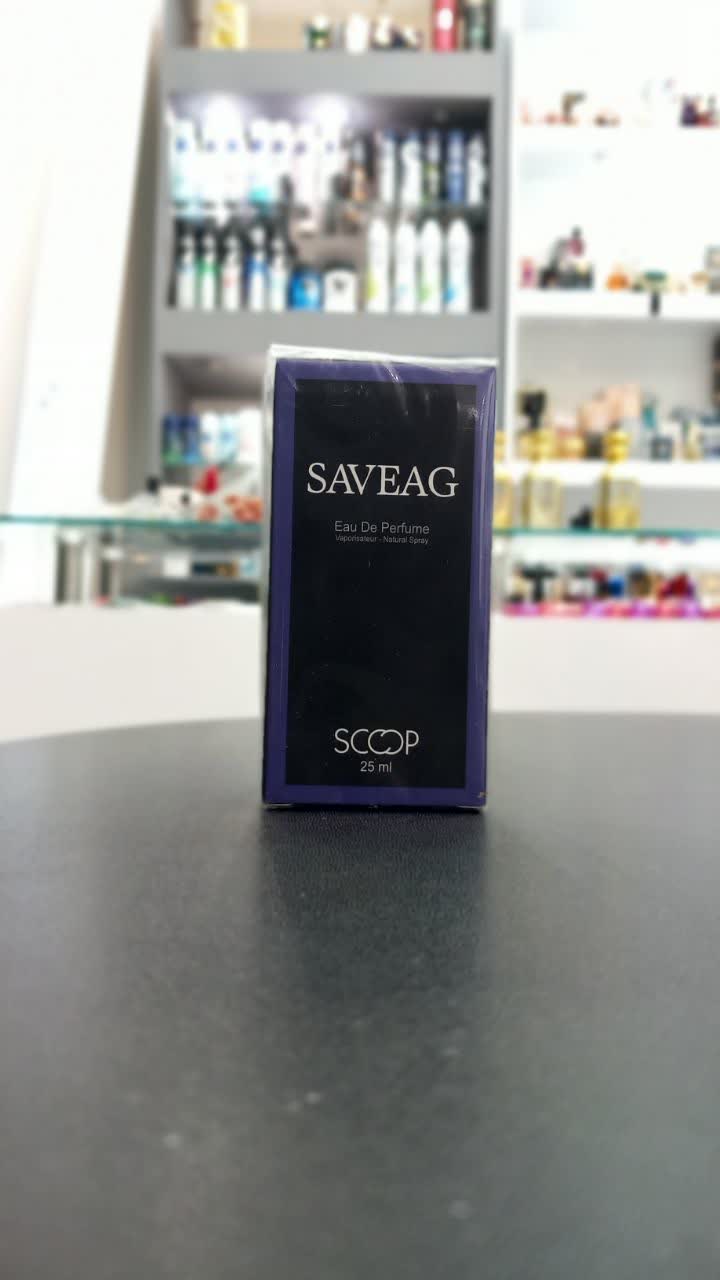 SAVEAG
Eau De Perfume
Vaporisateur - Natural Spray
SCOOP
25 ml